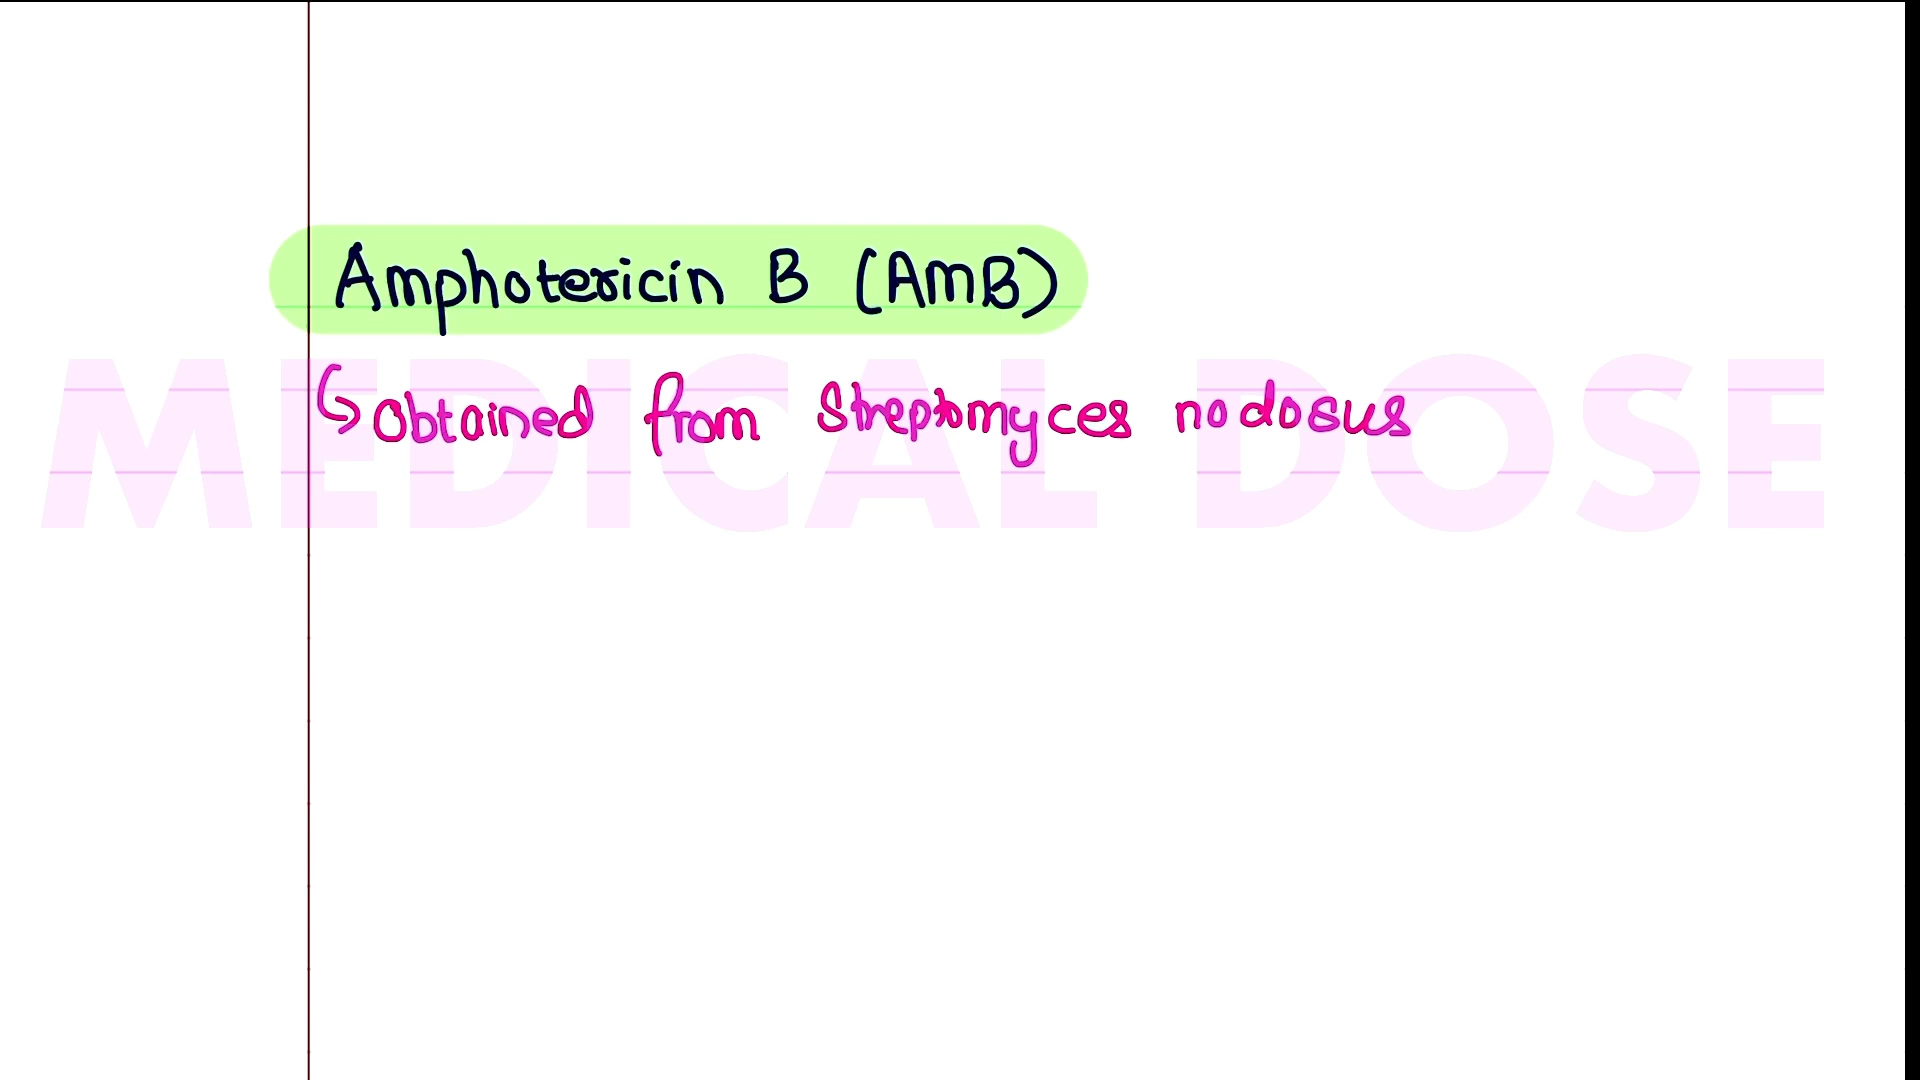 Amphotericin B (AMB)
MEDICAL DOSE
↳ Obtained from Streptomyces nodosus